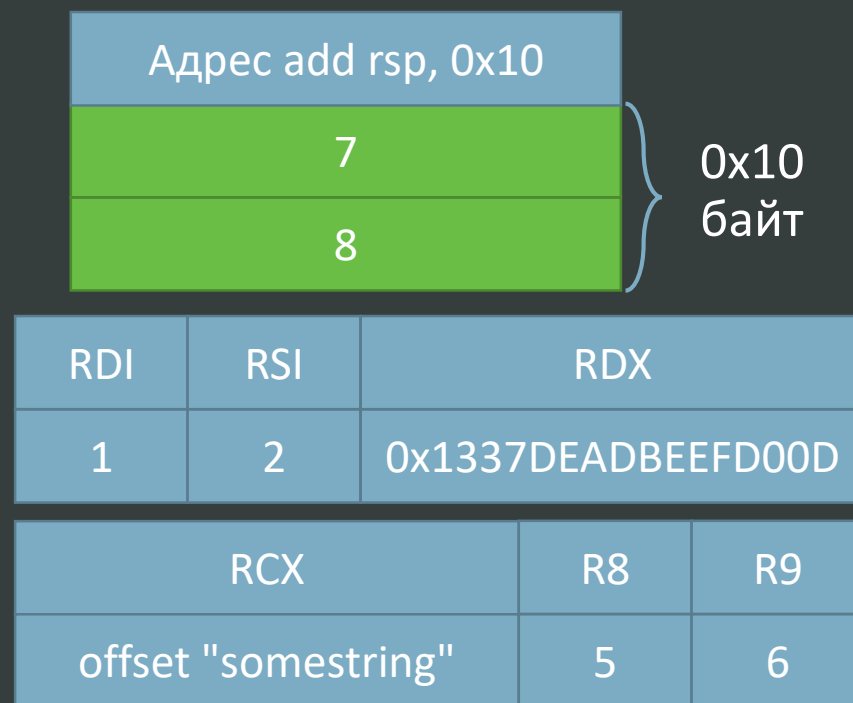 Адрес add rsp, 0x10
7
8
0x10
байт
RDI RSI RDX
1 2 0x1337DEADBEEFD00D
RCX R8 R9
offset "somestring" 5 6